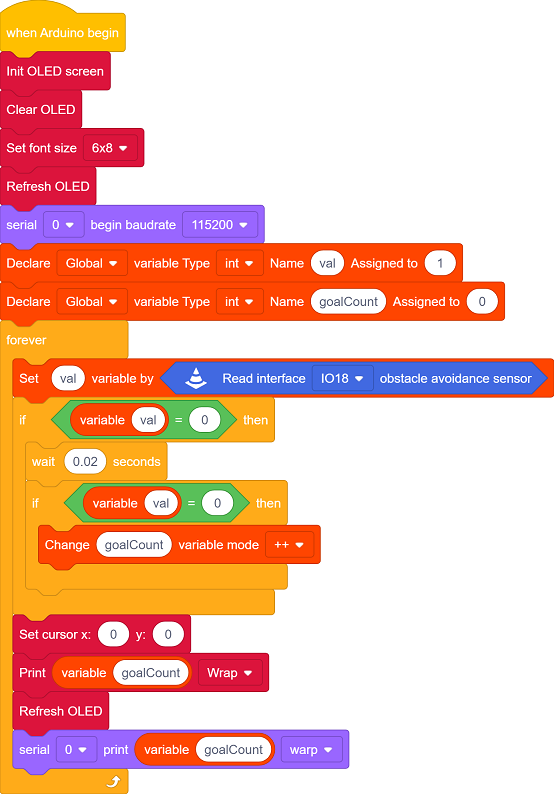 when Arduino begin
Init OLED screen
Clear OLED
Set font size 6x8
Refresh OLED
serial 0 begin baudrate 115200
Declare Global variable Type int Name val Assigned to 1
Declare Global variable Type int Name goalCount Assigned to 0
forever
Set val variable by Read interface IO18 obstacle avoidance sensor
if variable val = 0 then
wait 0.02 seconds
if variable val = 0 then
Change goalCount variable mode ++
Set cursor x: 0 y: 0
Print variable goalCount Wrap
Refresh OLED
serial 0 print variable goalCount warp